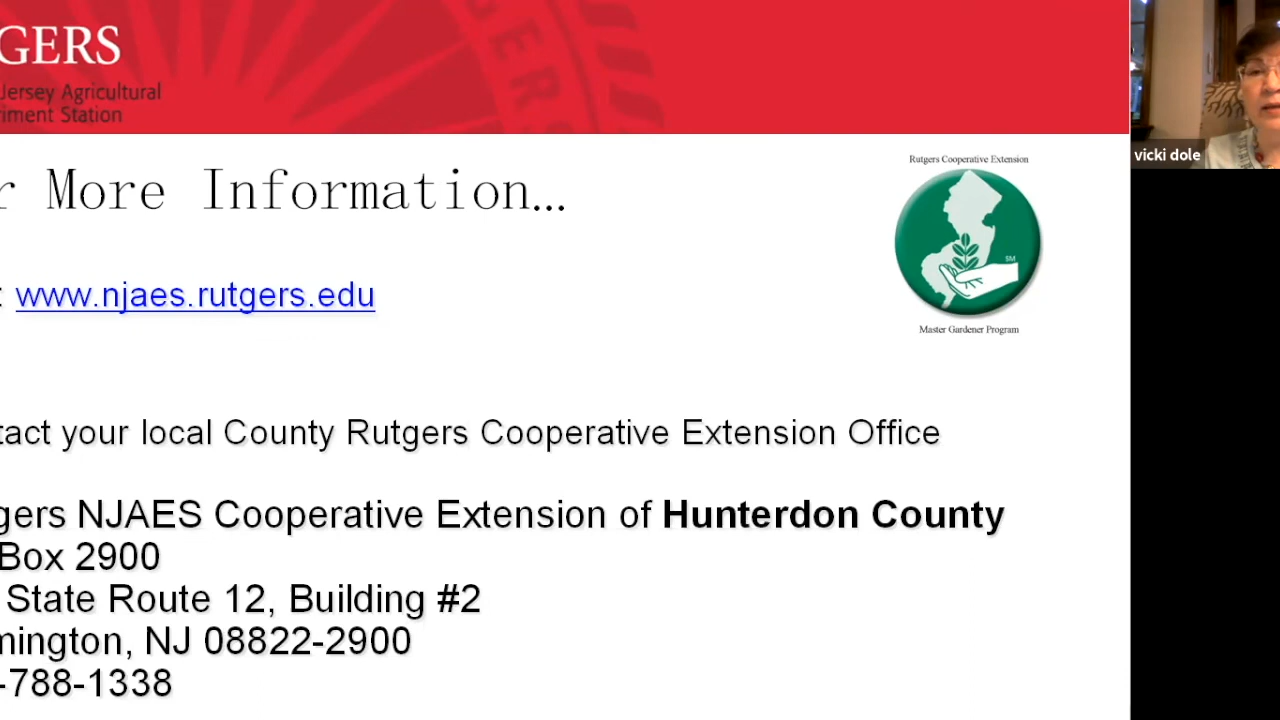 GERS
Jersey Agricultural
riment Station
GERS
r More Information...
: www.njaes.rutgers.edu
Rutgers Cooperative Extension
SM
Master Gardener Program
vicki dole
tact your local County Rutgers Cooperative Extension Office
gers NJAES Cooperative Extension of Hunterdon County
Box 2900
State Route 12, Building #2
mington, NJ 08822-2900
-788-1338